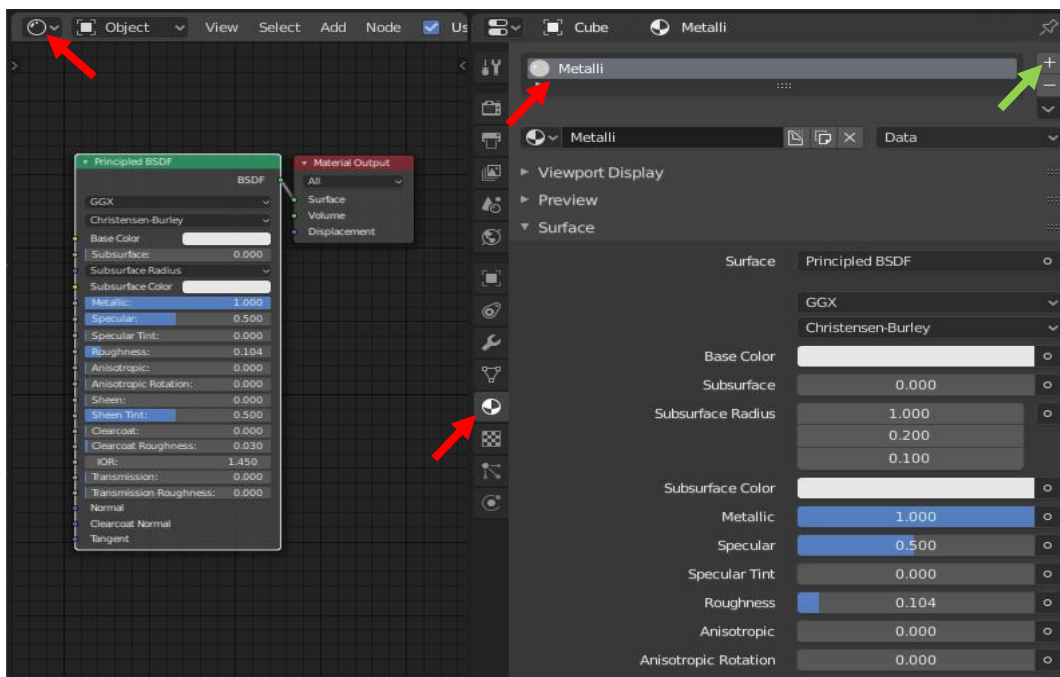 Object View Select Add Node Us
Principled BSDF
BSDF
GGX
Christensen-Burley
Base Color
Subsurface: 0.000
Subsurface Radius
Subsurface Color
Metallic: 1.000
Specular: 0.500
Specular Tint: 0.000
Roughness: 0.104
Anisotropic: 0.000
Anisotropic Rotation: 0.000
Sheen: 0.000
Sheen Tint: 0.500
Clearcoat: 0.000
Clearcoat Roughness: 0.030
IOR: 1.450
Transmission: 0.000
Transmission Roughness: 0.000
Normal
Clearcoat Normal
Tangent
Material Output
All
Surface
Volume
Displacement
Cube Metalli
Metalli
Metalli Data
Viewport Display
Preview
Surface
Surface Principled BSDF
GGX
Christensen-Burley
Base Color
Subsurface 0.000
Subsurface Radius 1.000
0.200
0.100
Subsurface Color
Metallic 1.000
Specular 0.500
Specular Tint 0.000
Roughness 0.104
Anisotropic 0.000
Anisotropic Rotation 0.000